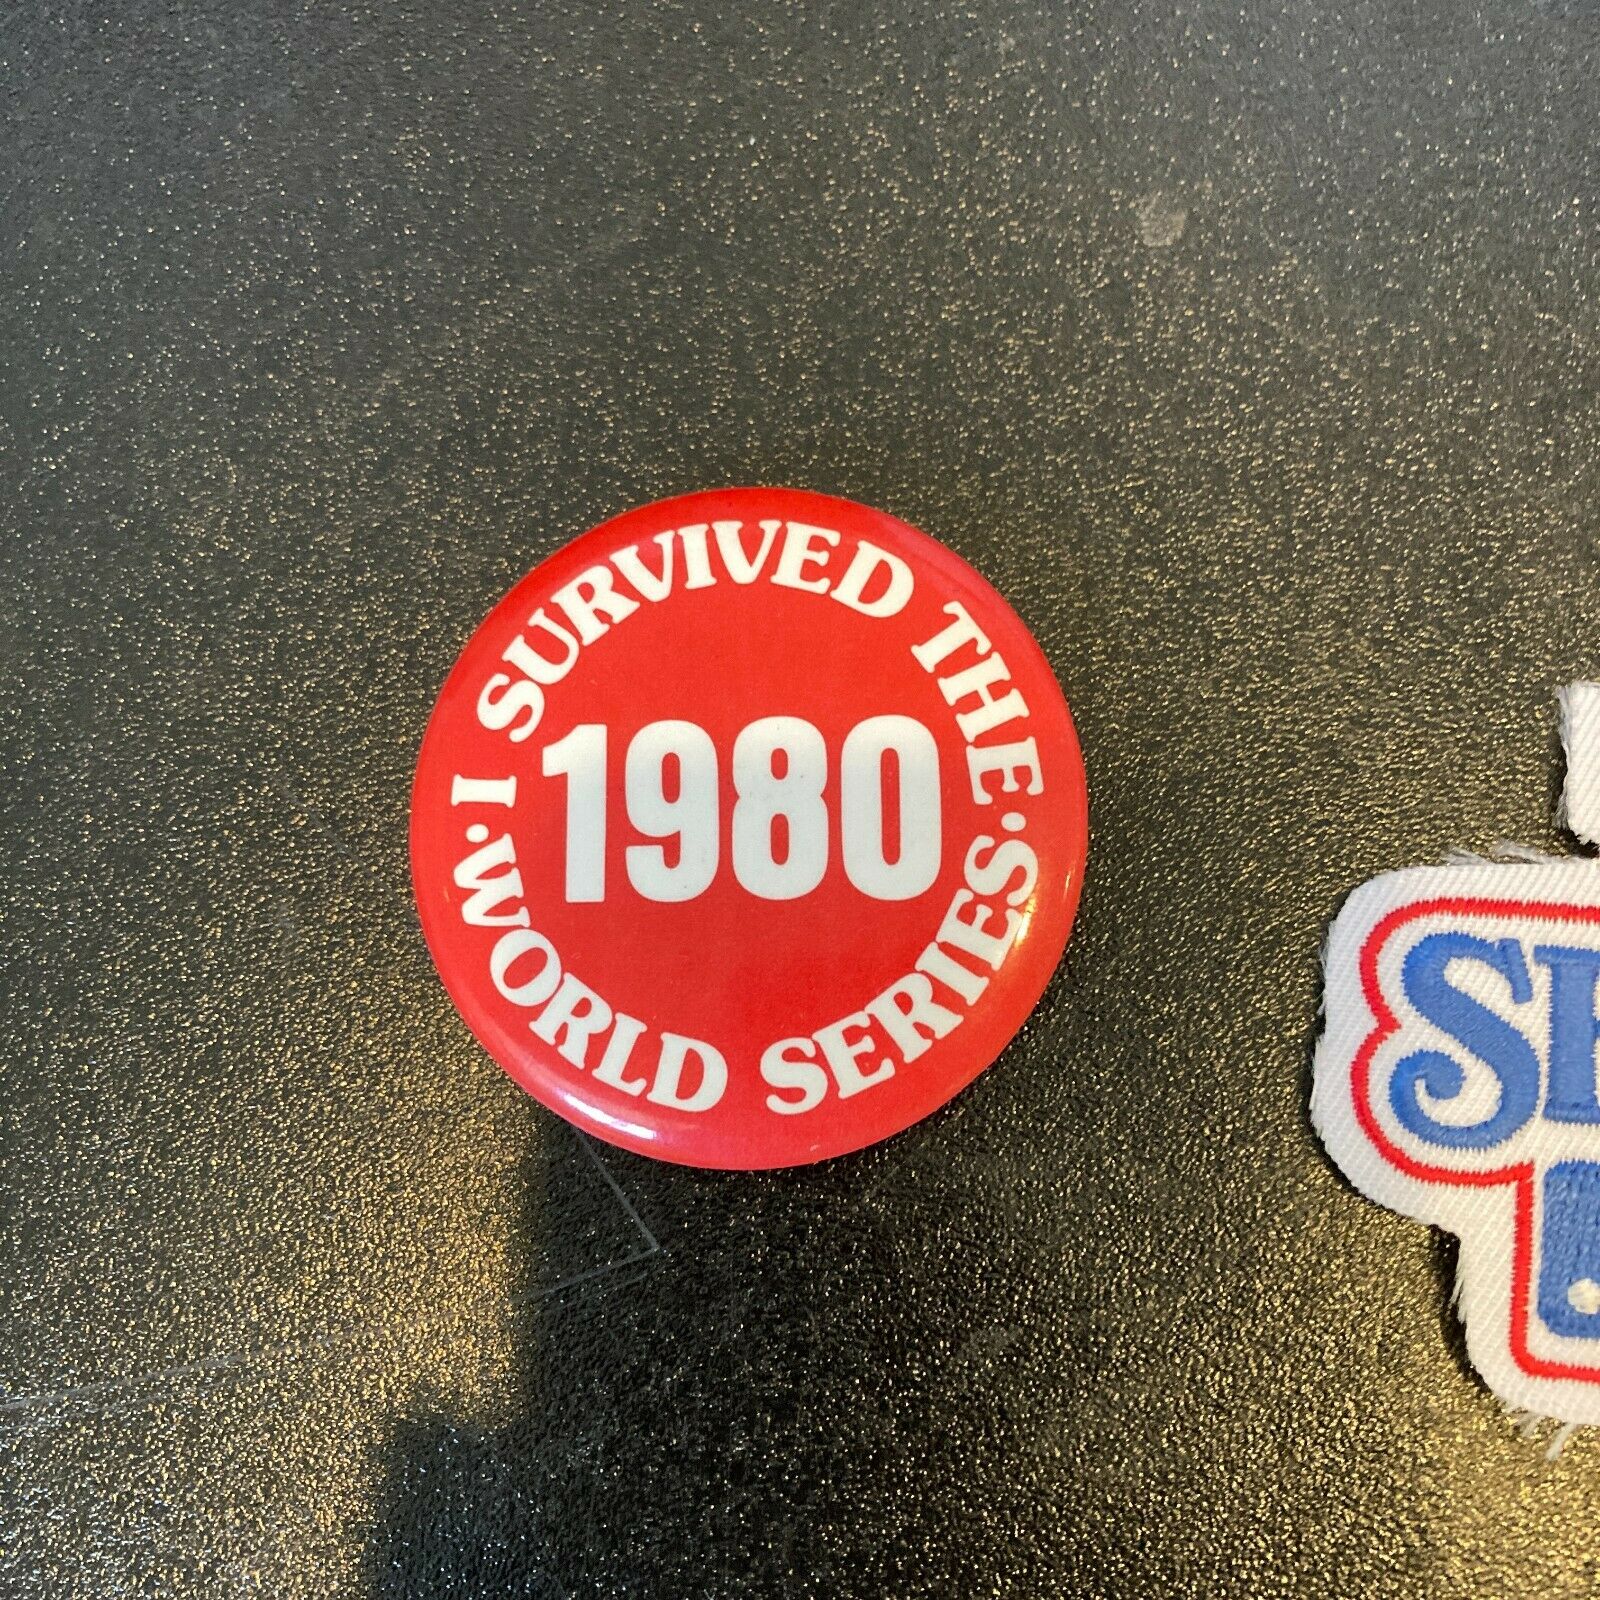 ·I SURVIVED THE·
1980
WORLD SERIES